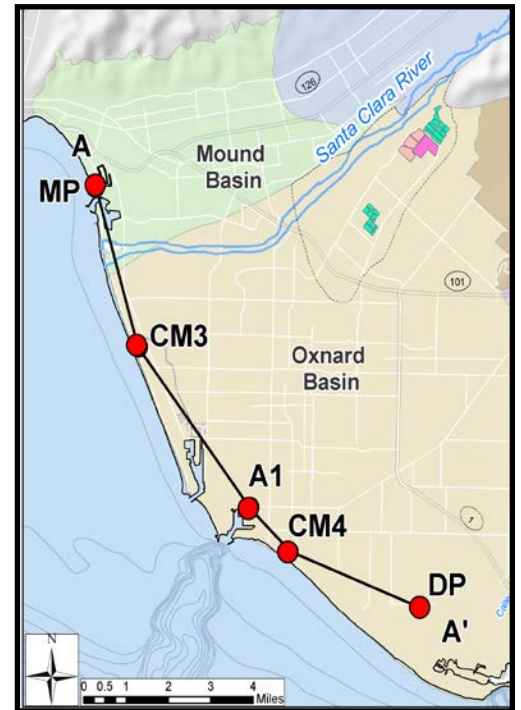 126
Santa Clara River
A
Mound
Basin
MP
101
CM3
Oxnard
Basin
A1
7
CM4
DP
A'
N
0 0.5 1 2 3 4
Miles